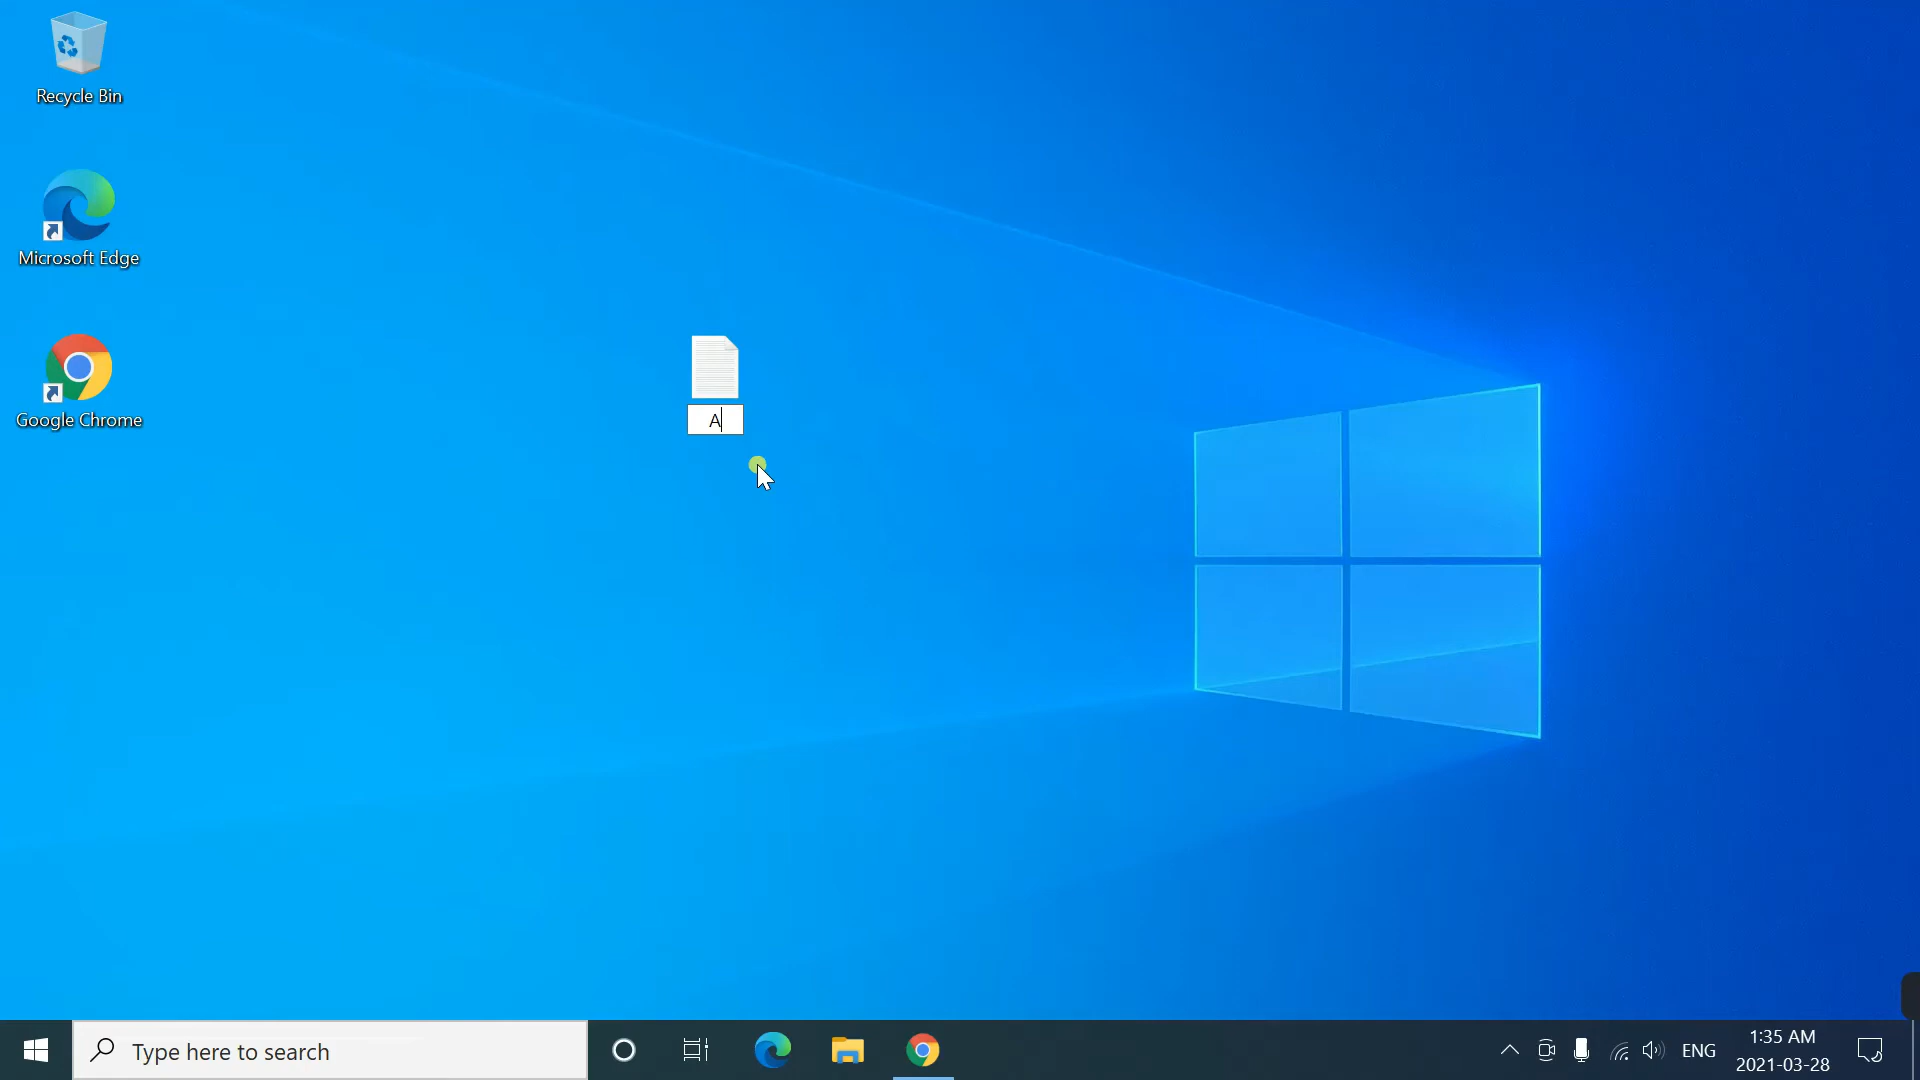 Recycle Bin
Microsoft Edge
Google Chrome
A
Type here to search
ENG
1:35 AM
2021-03-28